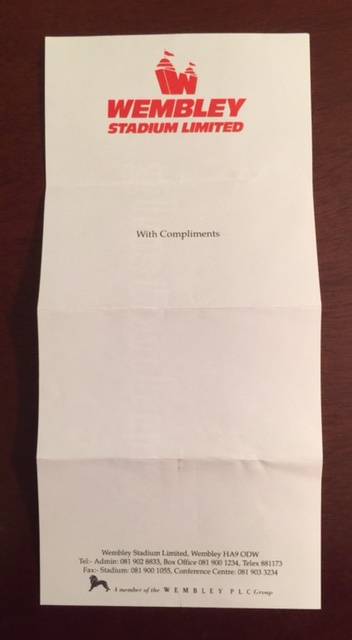 WEMBLEY
STADIUM LIMITED
With Compliments
Wembley Stadium Limited, Wembley HA9 ODW
Tel:- Admin: 081 902 8833, Box Office 081 900 1234, Telex 881173
Fax:- Stadium: 081 900 1055, Conference Centre: 081 903 3234
A member of the WEMBLEY PLC Group